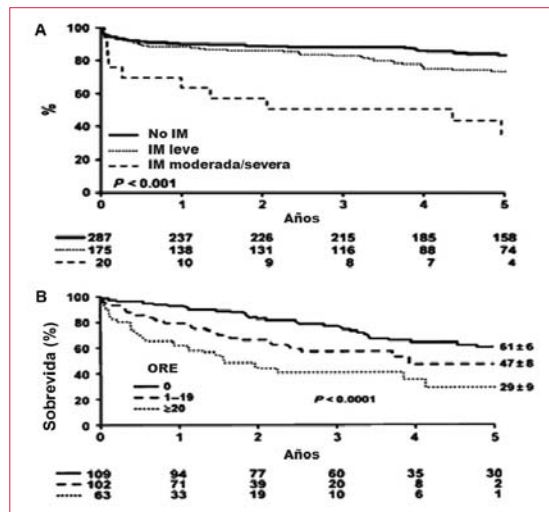 A
%
100
80
60
40
20
0
No IM
IM leve
IM moderada/severa
P < 0.001
0 1 2 3 4 5
Años
287 237 226 215 185 158
175 138 131 116 88 74
20 10 9 8 7 4
B
Sobrevida (%)
100
80
60
40
20
0
ORE
0
1–19
≥20
P < 0.0001
61 ± 6
47 ± 8
29 ± 9
0 1 2 3 4 5
Años
109 94 77 60 35 30
102 71 39 20 8 2
63 33 19 10 6 1